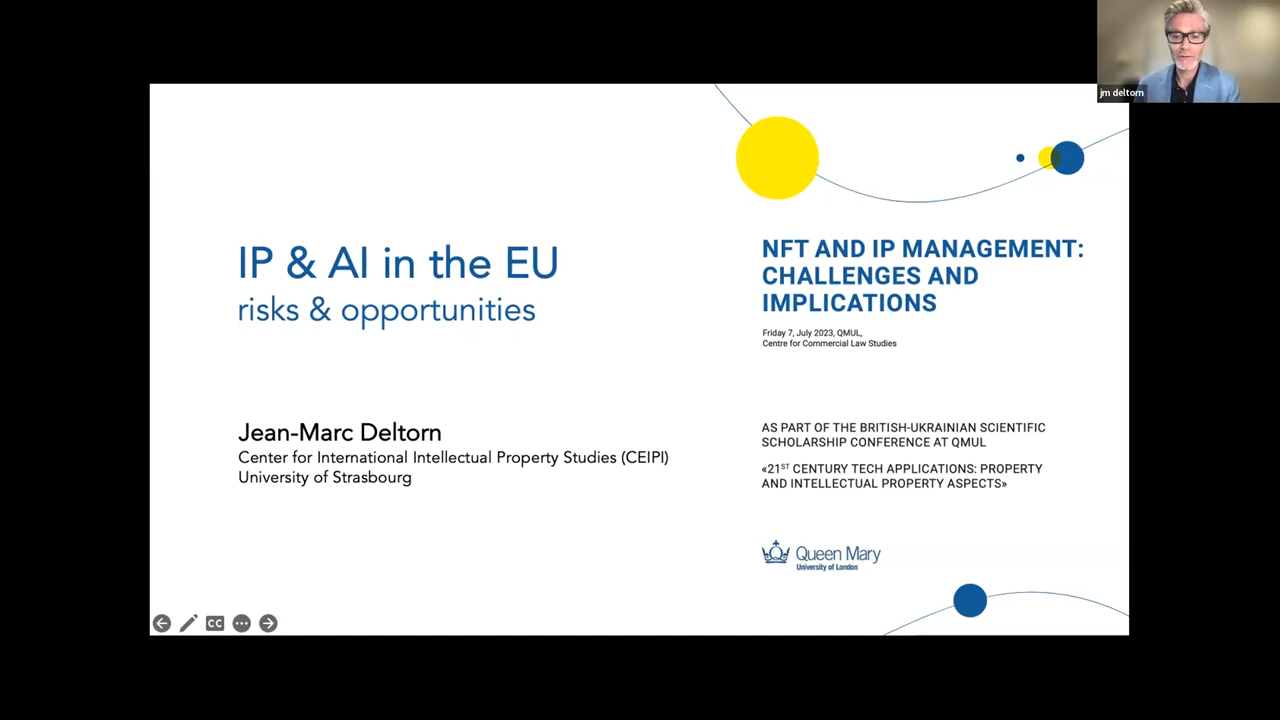 jm deltorn
IP & AI in the EU
risks & opportunities
Jean-Marc Deltorn
Center for International Intellectual Property Studies (CEIPI)
University of Strasbourg
NFT AND IP MANAGEMENT:
CHALLENGES AND
IMPLICATIONS
Friday 7, July 2023, QMUL,
Centre for Commercial Law Studies
AS PART OF THE BRITISH-UKRAINIAN SCIENTIFIC
SCHOLARSHIP CONFERENCE AT QMUL
«21ST CENTURY TECH APPLICATIONS: PROPERTY
AND INTELLECTUAL PROPERTY ASPECTS»
Queen Mary
University of London
CC